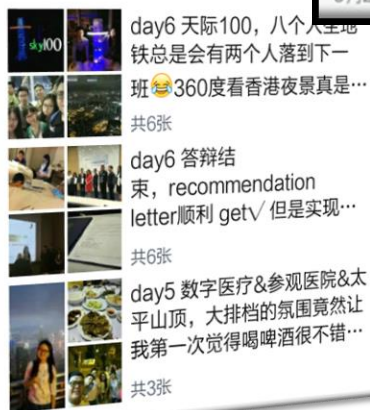 sky100
day6 天际100，八个人坐地
铁总是会有两个人落到下一
班😂360度看香港夜景真是…
共6张
day6 答辩结
束，recommendation
letter顺利 get√ 但是实现…
共6张
day5 数字医疗&参观医院&太
平山顶，大排档的氛围竟然让
我第一次觉得喝啤酒很不错…
共3张